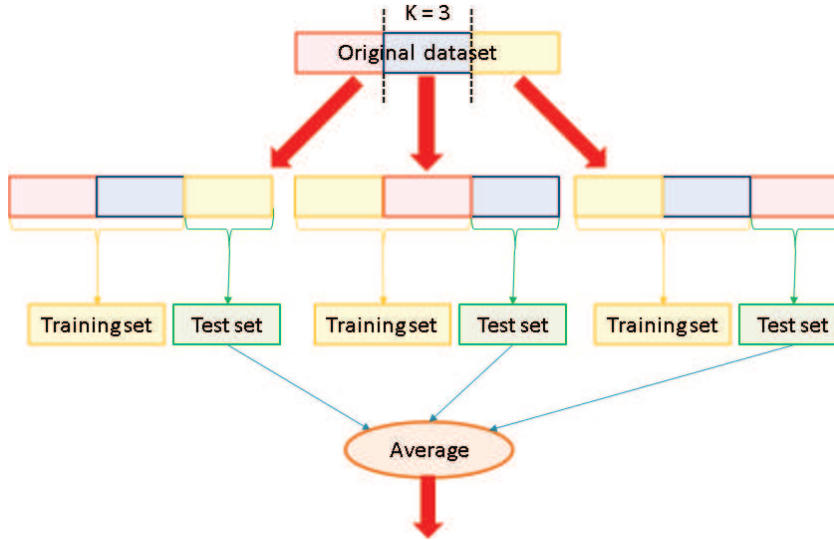 K = 3
Original dataset
Training set
Test set
Training set
Test set
Training set
Test set
Average